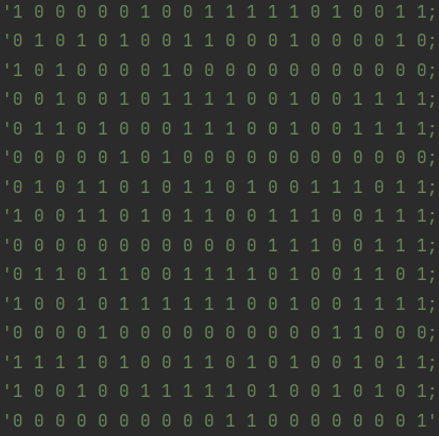 '1 0 0 0 0 0 1 0 0 1 1 1 1 1 0 1 0 0 1 1;
'0 1 0 1 0 1 0 0 1 1 0 0 0 1 0 0 0 0 1 0;
'1 0 1 0 0 0 0 1 0 0 0 0 0 0 0 0 0 0 0 0;
'0 0 1 0 0 1 0 1 1 1 1 0 0 1 0 0 1 1 1 1;
'0 1 1 0 1 0 0 0 1 1 1 0 0 1 0 0 1 1 1 1;
'0 0 0 0 0 1 0 1 0 0 0 0 0 0 0 0 0 0 0 0;
'0 1 0 1 1 0 1 0 1 1 0 1 0 0 1 1 1 0 1 1;
'1 0 0 1 1 0 1 0 1 1 0 0 1 1 1 0 0 1 1 1;
'0 0 0 0 0 0 0 0 0 0 0 0 1 1 1 0 0 1 1 1;
'0 1 1 0 1 1 0 0 1 1 1 1 0 1 0 0 1 1 0 1;
'1 0 0 1 0 1 1 1 1 1 1 0 0 1 0 0 1 1 1 1;
'0 0 0 0 1 0 0 0 0 0 0 0 0 0 0 1 1 0 0 0;
'1 1 1 1 0 1 0 0 1 1 0 1 0 1 0 0 1 0 1 1;
'1 0 0 1 0 0 1 1 1 1 1 0 1 0 0 1 0 1 0 1;
'0 0 0 0 0 0 0 0 0 0 1 1 0 0 0 0 0 0 0 1'